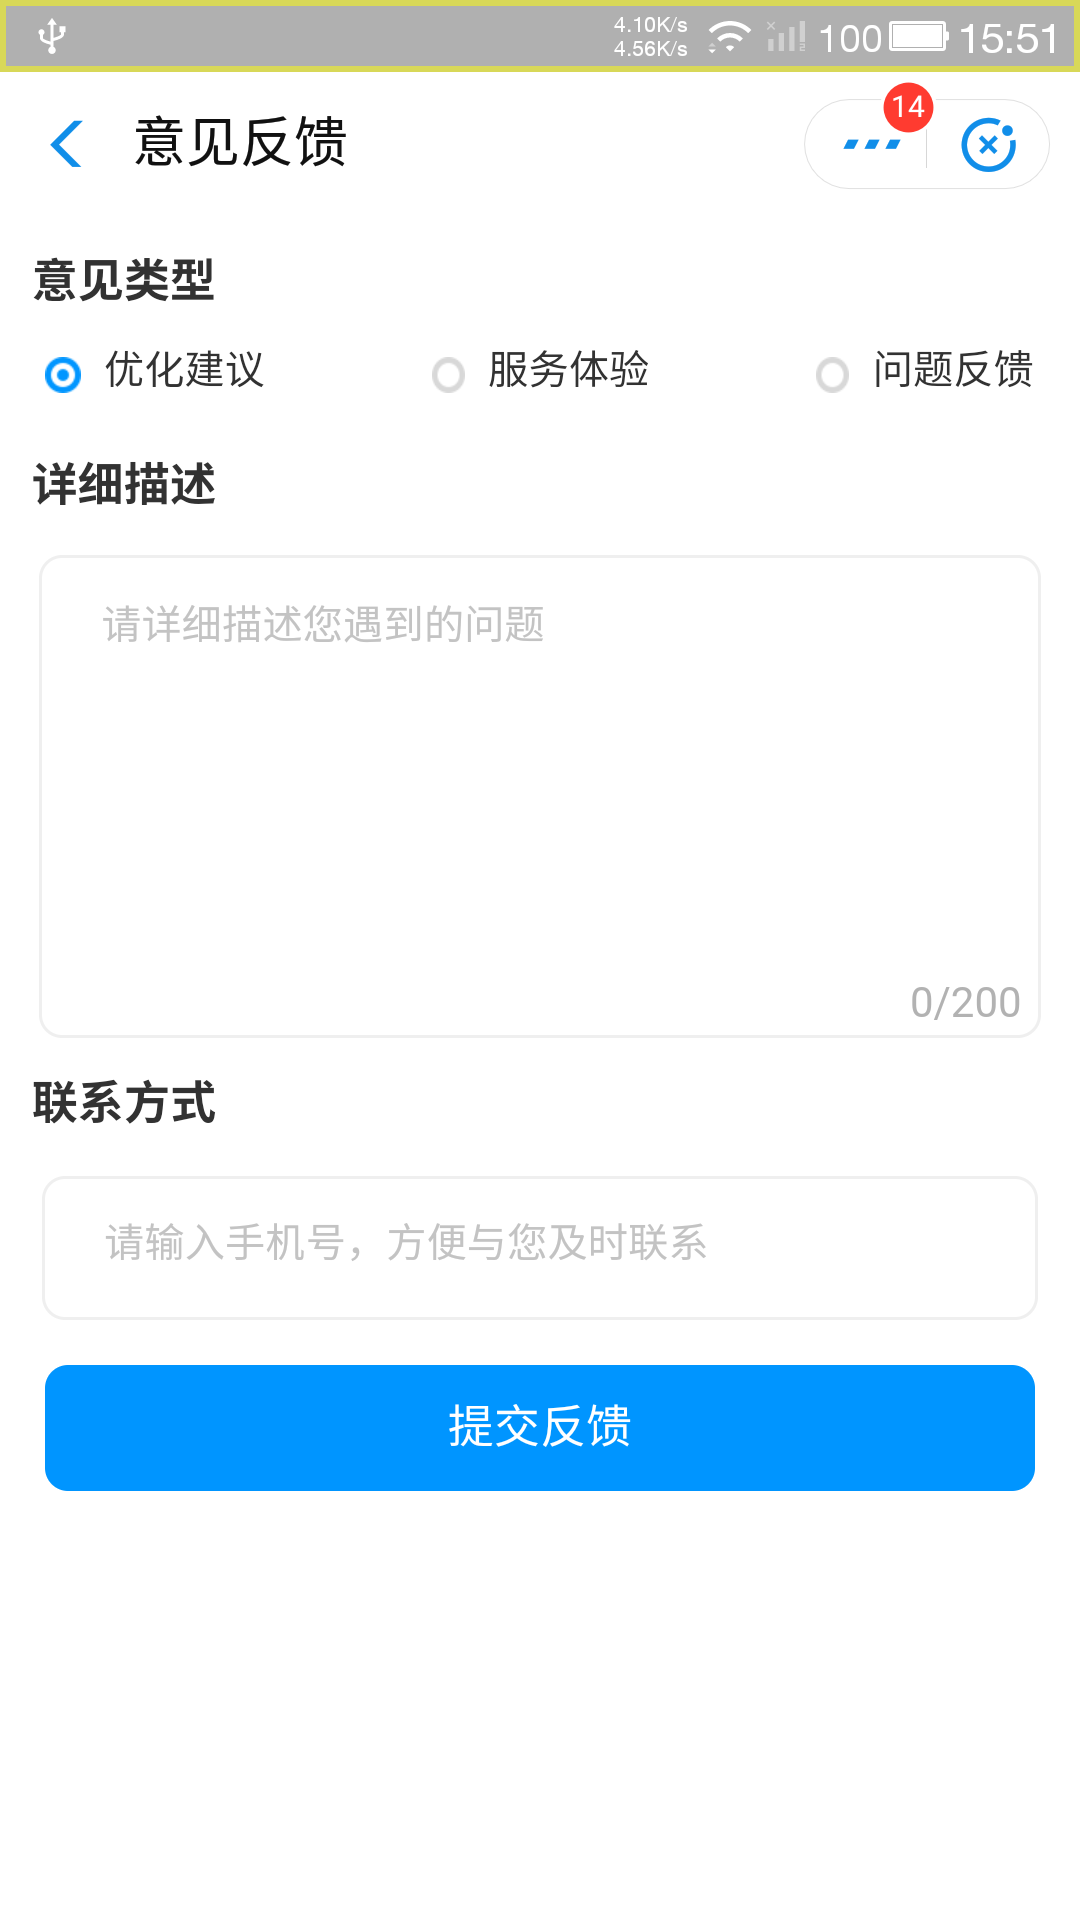 4.10K/s
4.56K/s
100
15:51
意见反馈
14
意见类型
优化建议 服务体验 问题反馈
详细描述
请详细描述您遇到的问题
0/200
联系方式
请输入手机号，方便与您及时联系
提交反馈